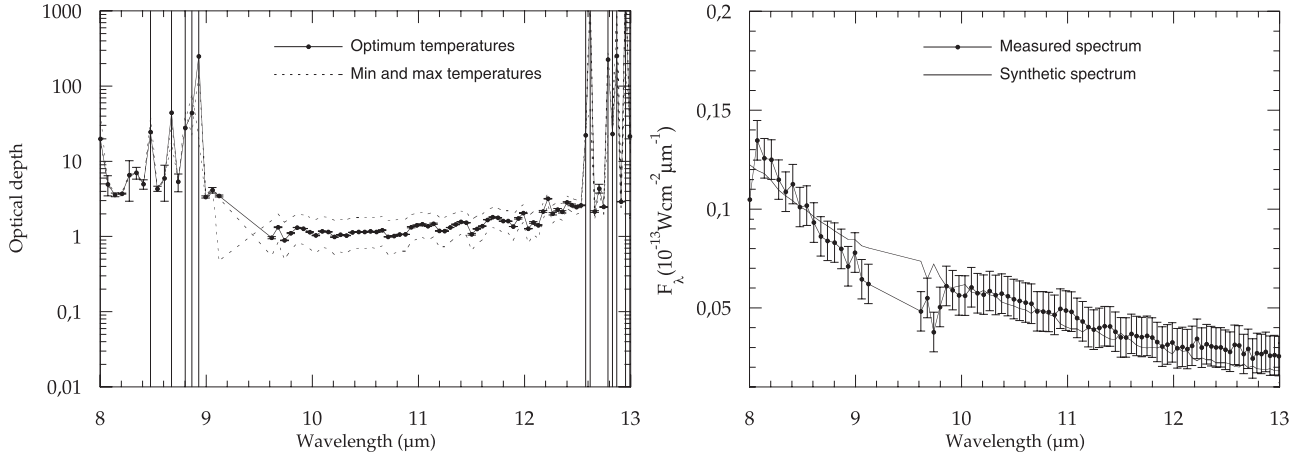 1000
100
10
1
0,1
0,01
Optical depth
Optimum temperatures
Min and max temperatures
8 9 10 11 12 13
Wavelength (μm)
0,2
0,15
0,1
0,05
Fλ(10⁻¹³Wcm⁻²μm⁻¹)
Measured spectrum
Synthetic spectrum
8 9 10 11 12 13
Wavelength (μm)